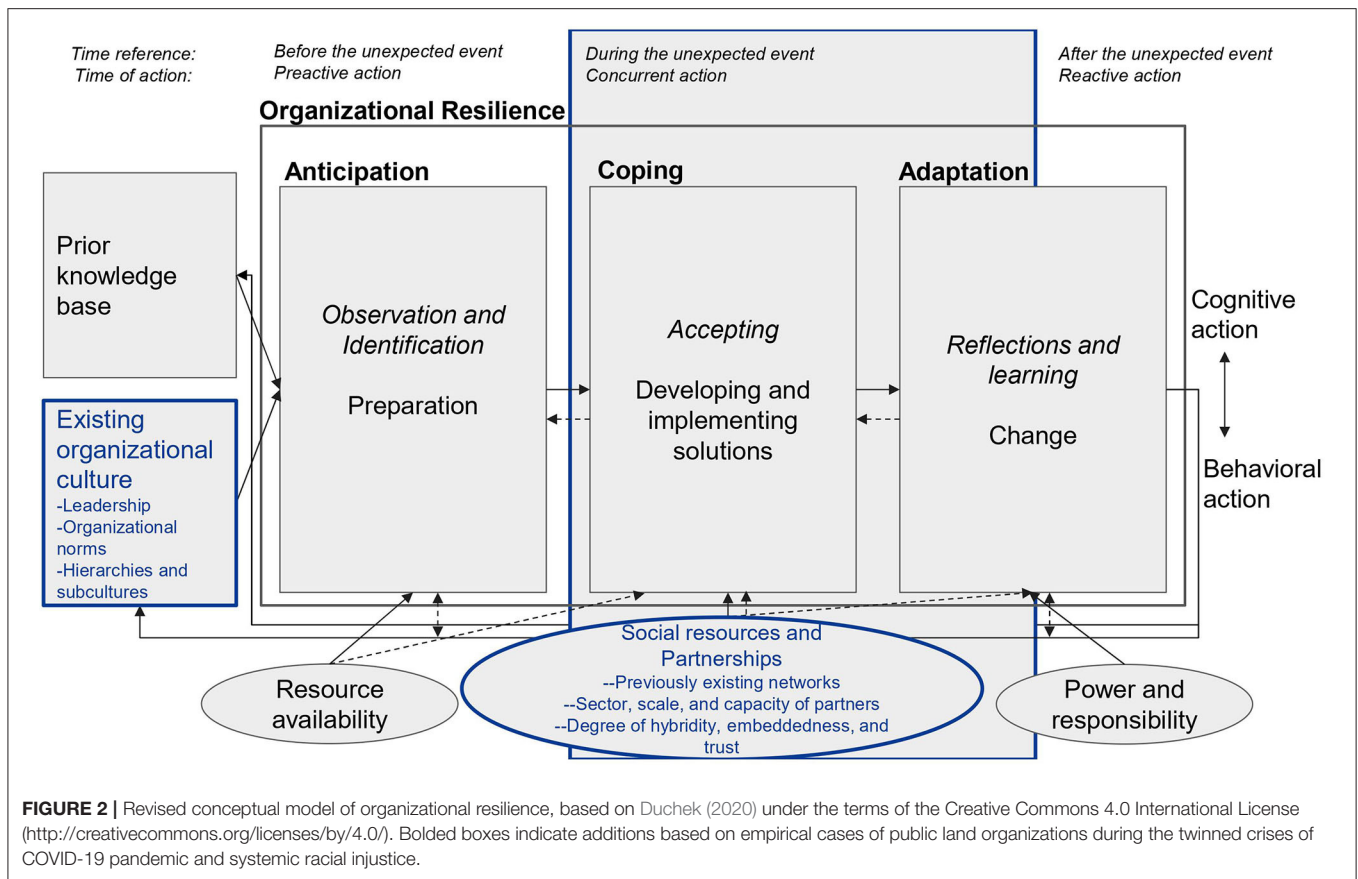 Time reference:
Time of action:
Before the unexpected event
Preactive action
During the unexpected event
Concurrent action
After the unexpected event
Reactive action
Organizational Resilience
Anticipation
Coping
Adaptation
Prior
knowledge
base
Existing
organizational
culture
-Leadership
-Organizational
norms
-Hierarchies and
subcultures
Observation and
Identification
Preparation
Accepting
Developing and
implementing
solutions
Reflections and
learning
Change
Cognitive
action
Behavioral
action
Resource
availability
Social resources and
Partnerships
--Previously existing networks
--Sector, scale, and capacity of partners
--Degree of hybridity, embeddedness, and
trust
Power and
responsibility
FIGURE 2 | Revised conceptual model of organizational resilience, based on Duchek (2020) under the terms of the Creative Commons 4.0 International License
(http://creativecommons.org/licenses/by/4.0/). Bolded boxes indicate additions based on empirical cases of public land organizations during the twinned crises of
COVID-19 pandemic and systemic racial injustice.